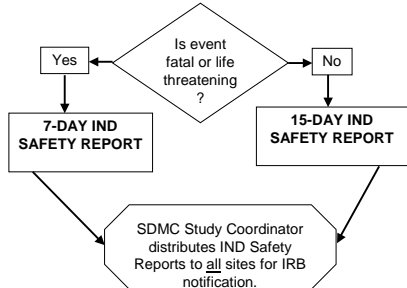 Is event
fatal or life
threatening
?
Yes
No
7-DAY IND
SAFETY REPORT
15-DAY IND
SAFETY REPORT
SDMC Study Coordinator
distributes IND Safety
Reports to all sites for IRB
notification.